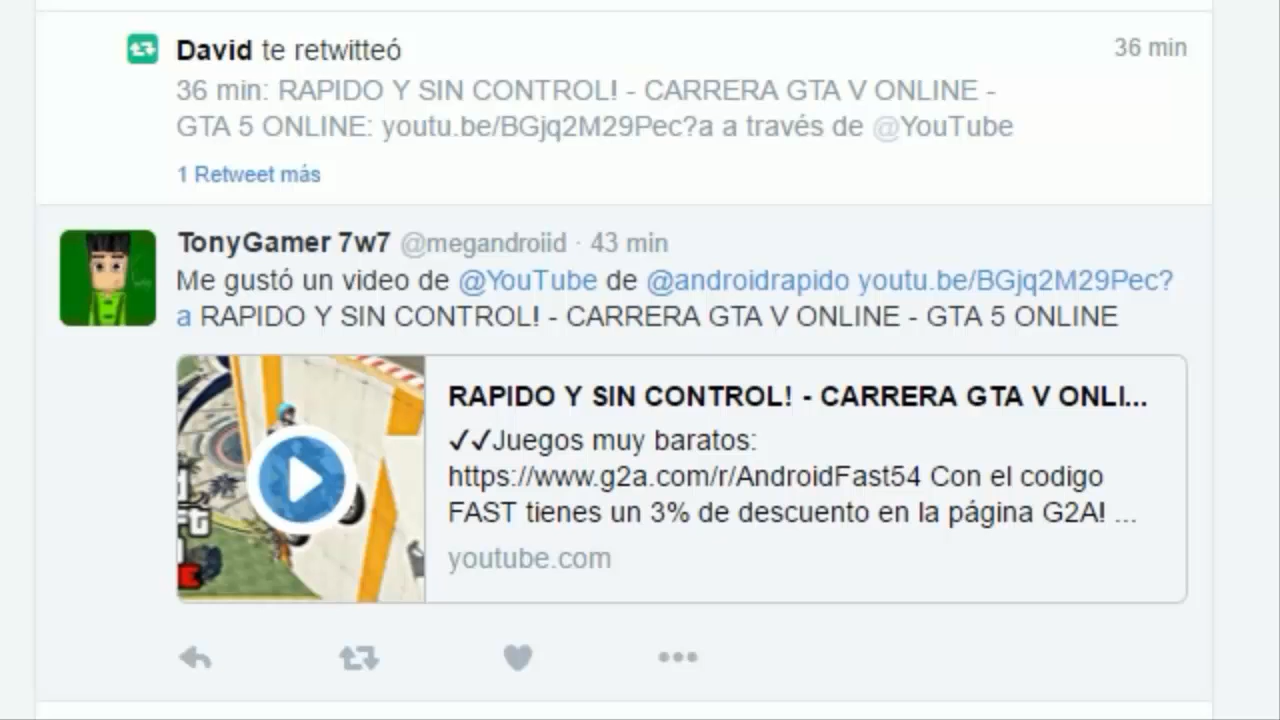 David te retwitteó
36 min
36 min: RAPIDO Y SIN CONTROL! - CARRERA GTA V ONLINE -
GTA 5 ONLINE: youtu.be/BGjq2M29Pec?a a través de @YouTube
1 Retweet más
TonyGamer 7w7 @megandroiid · 43 min
Me gustó un video de @YouTube de @androidrapido youtu.be/BGjq2M29Pec?
a RAPIDO Y SIN CONTROL! - CARRERA GTA V ONLINE - GTA 5 ONLINE
RAPIDO Y SIN CONTROL! - CARRERA GTA V ONLI...
✓✓Juegos muy baratos:
https://www.g2a.com/r/AndroidFast54 Con el codigo
FAST tienes un 3% de descuento en la página G2A! ...
youtube.com